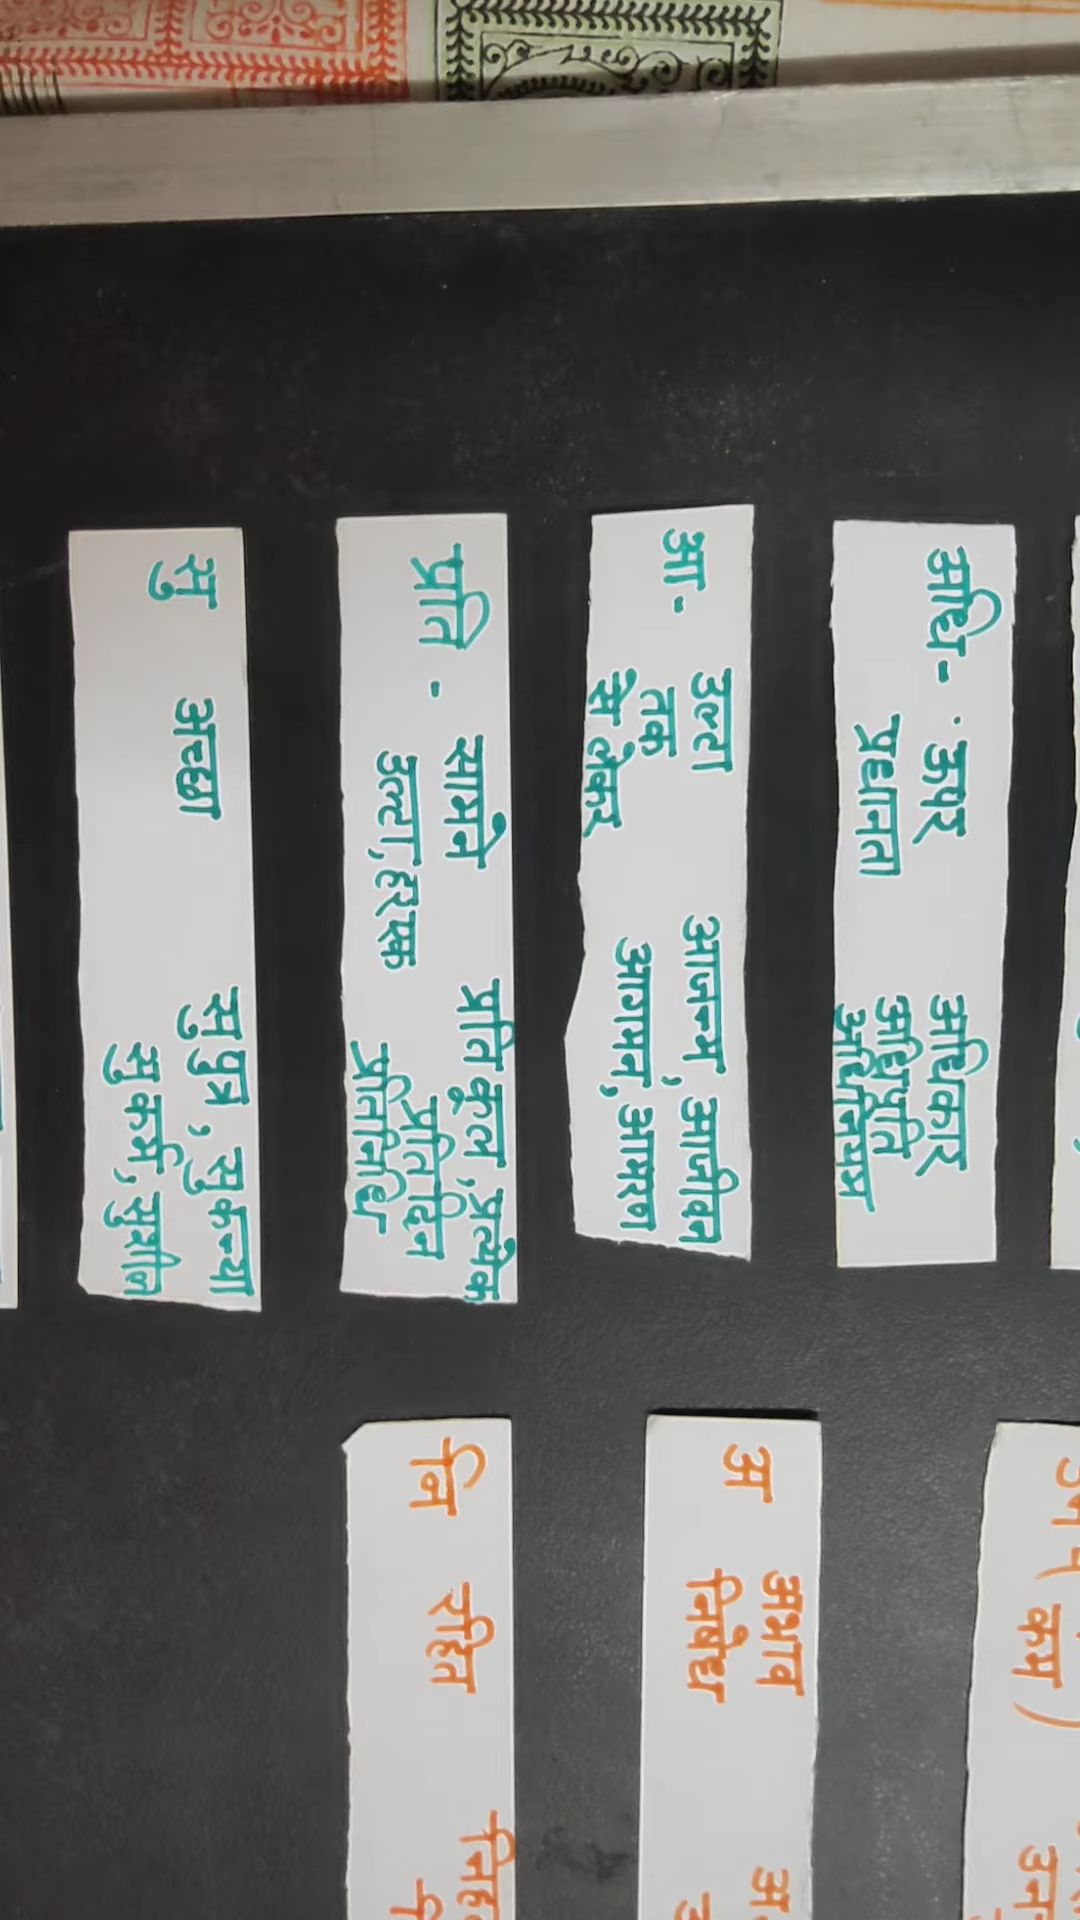 अधि- ऊपर
प्रधानता
अधिकार
अधिपति
अधिनियम
आ- उल्टा
तक
से लेकर
आजन्म, आजीवन
आगमन, आमरण
प्रति - सामने
उल्टा, हरएक
प्रतिकूल, प्रत्येक
प्रतिदिन
प्रतिनिधि
सु अच्छा
सुपुत्र, सुकन्या
सुकर्म, सुशील
कम)
अ अभाव
निषेध
नि रहित